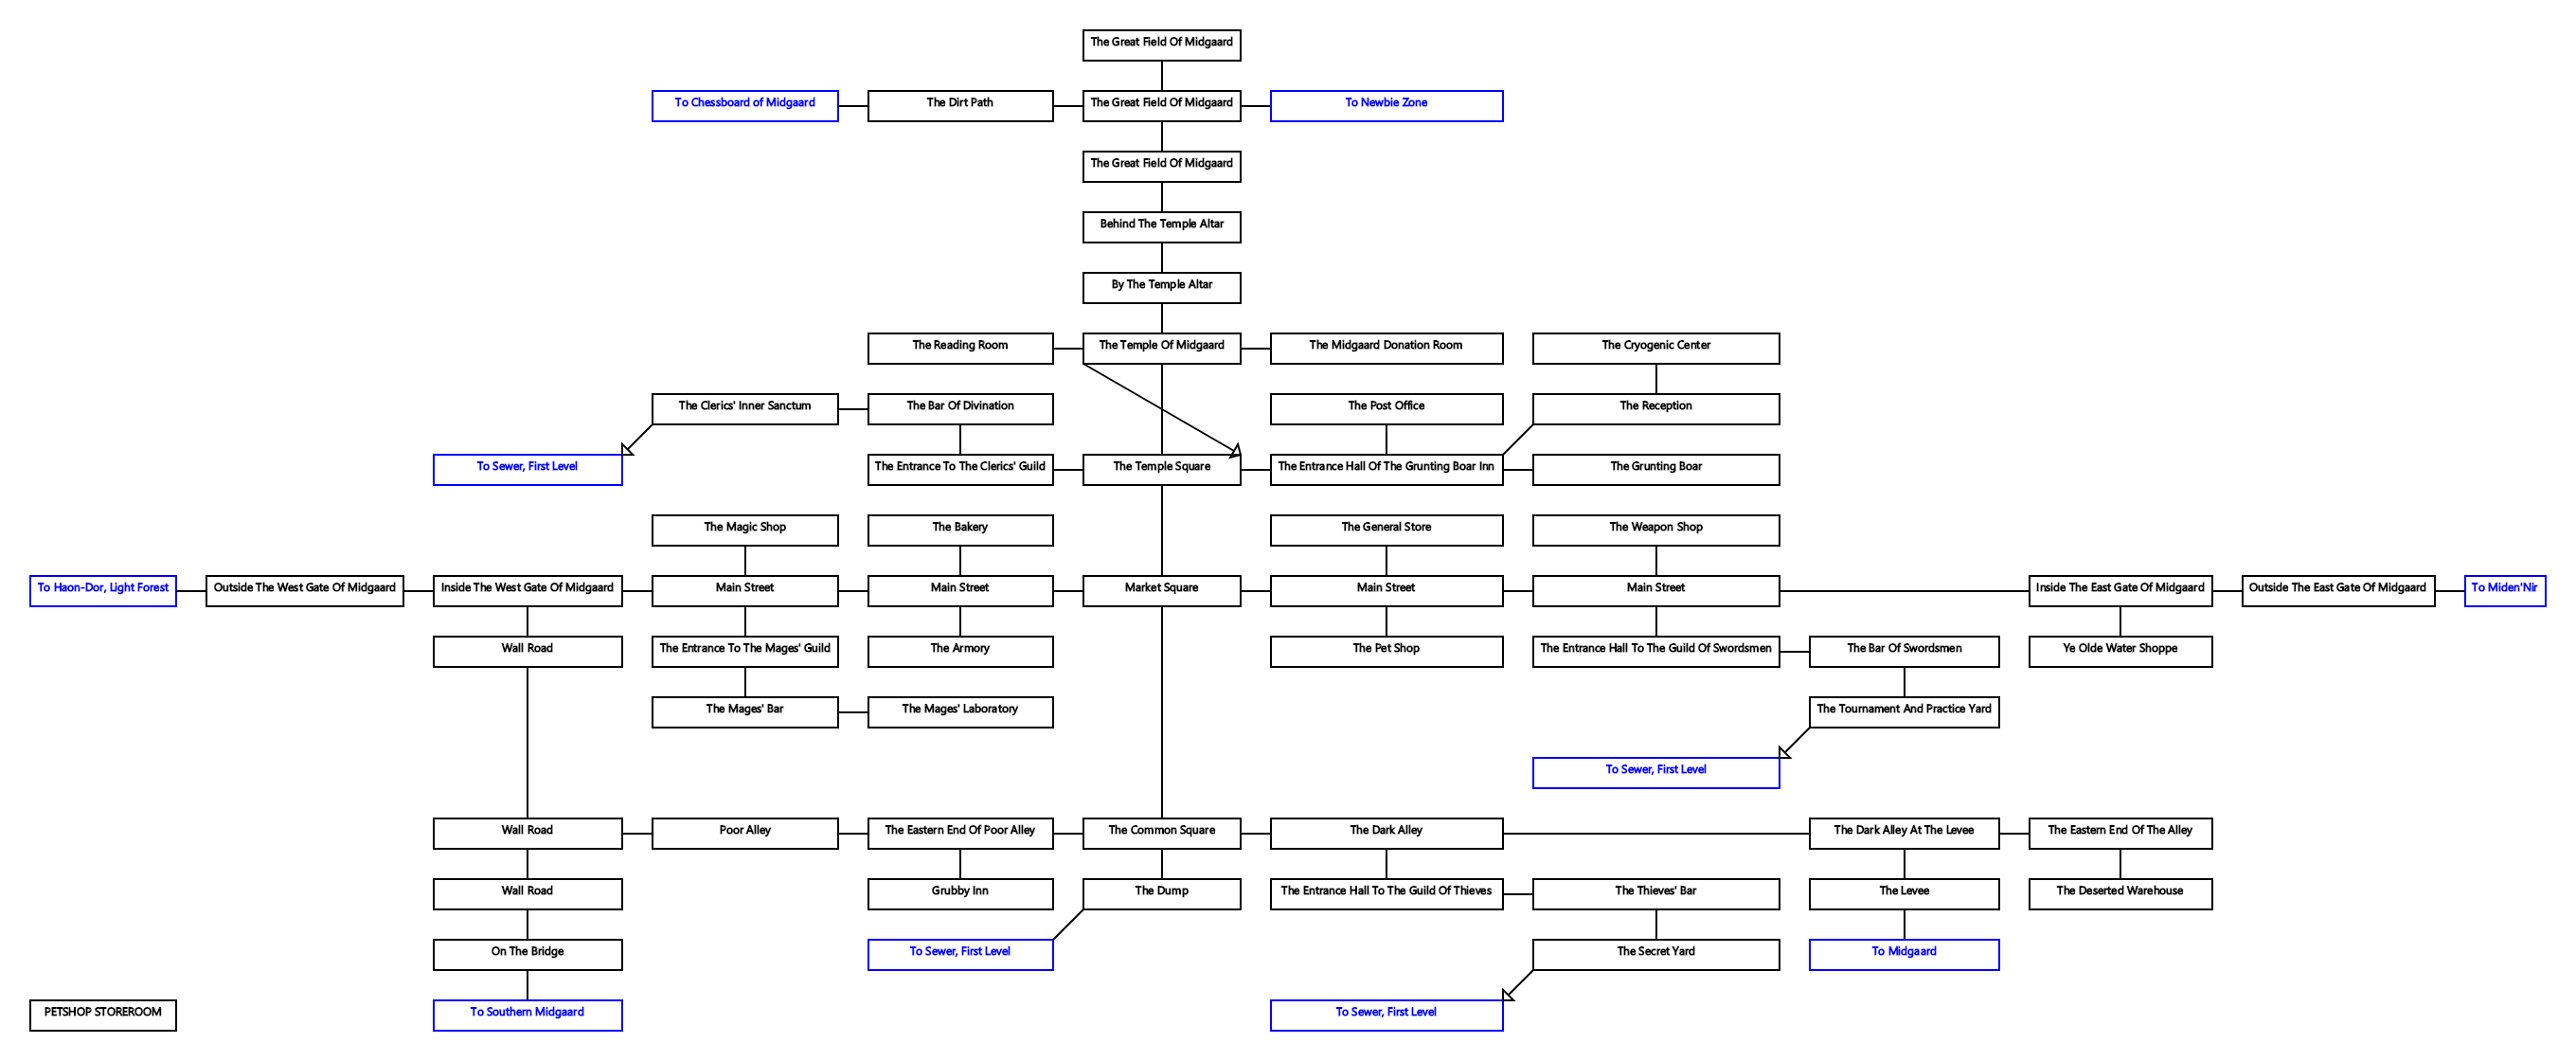 The Great Field Of Midgaard
To Chessboard of Midgaard
The Dirt Path
The Great Field Of Midgaard
To Newbie Zone
The Great Field Of Midgaard
Behind The Temple Altar
By The Temple Altar
The Reading Room
The Temple Of Midgaard
The Midgaard Donation Room
The Cryogenic Center
The Clerics' Inner Sanctum
The Bar Of Divination
The Post Office
The Reception
To Sewer, First Level
The Entrance To The Clerics' Guild
The Temple Square
The Entrance Hall Of The Grunting Boar Inn
The Grunting Boar
The Magic Shop
The Bakery
The General Store
The Weapon Shop
To Haon-Dor, Light Forest
Outside The West Gate Of Midgaard
Inside The West Gate Of Midgaard
Main Street
Main Street
Market Square
Main Street
Main Street
Inside The East Gate Of Midgaard
Outside The East Gate Of Midgaard
To Miden'Nir
Wall Road
The Entrance To The Mages' Guild
The Armory
The Pet Shop
The Entrance Hall To The Guild Of Swordsmen
The Bar Of Swordsmen
Ye Olde Water Shoppe
The Mages' Bar
The Mages' Laboratory
The Tournament And Practice Yard
To Sewer, First Level
Wall Road
Poor Alley
The Eastern End Of Poor Alley
The Common Square
The Dark Alley
The Dark Alley At The Levee
The Eastern End Of The Alley
Wall Road
Grubby Inn
The Dump
The Entrance Hall To The Guild Of Thieves
The Thieves' Bar
The Levee
The Deserted Warehouse
On The Bridge
To Sewer, First Level
The Secret Yard
To Midgaard
PETSHOP STOREROOM
To Southern Midgaard
To Sewer, First Level